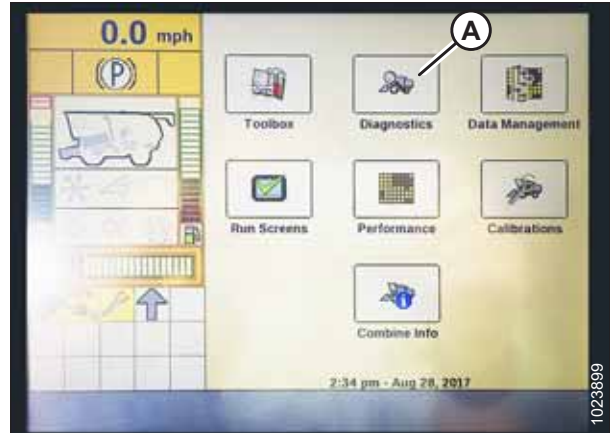 0.0 mph
(P)
A
Toolbox
Diagnostics
Data Management
Run Screens
Performance
Calibrations
Combine Info
2:34 pm - Aug 28, 2017
1023899